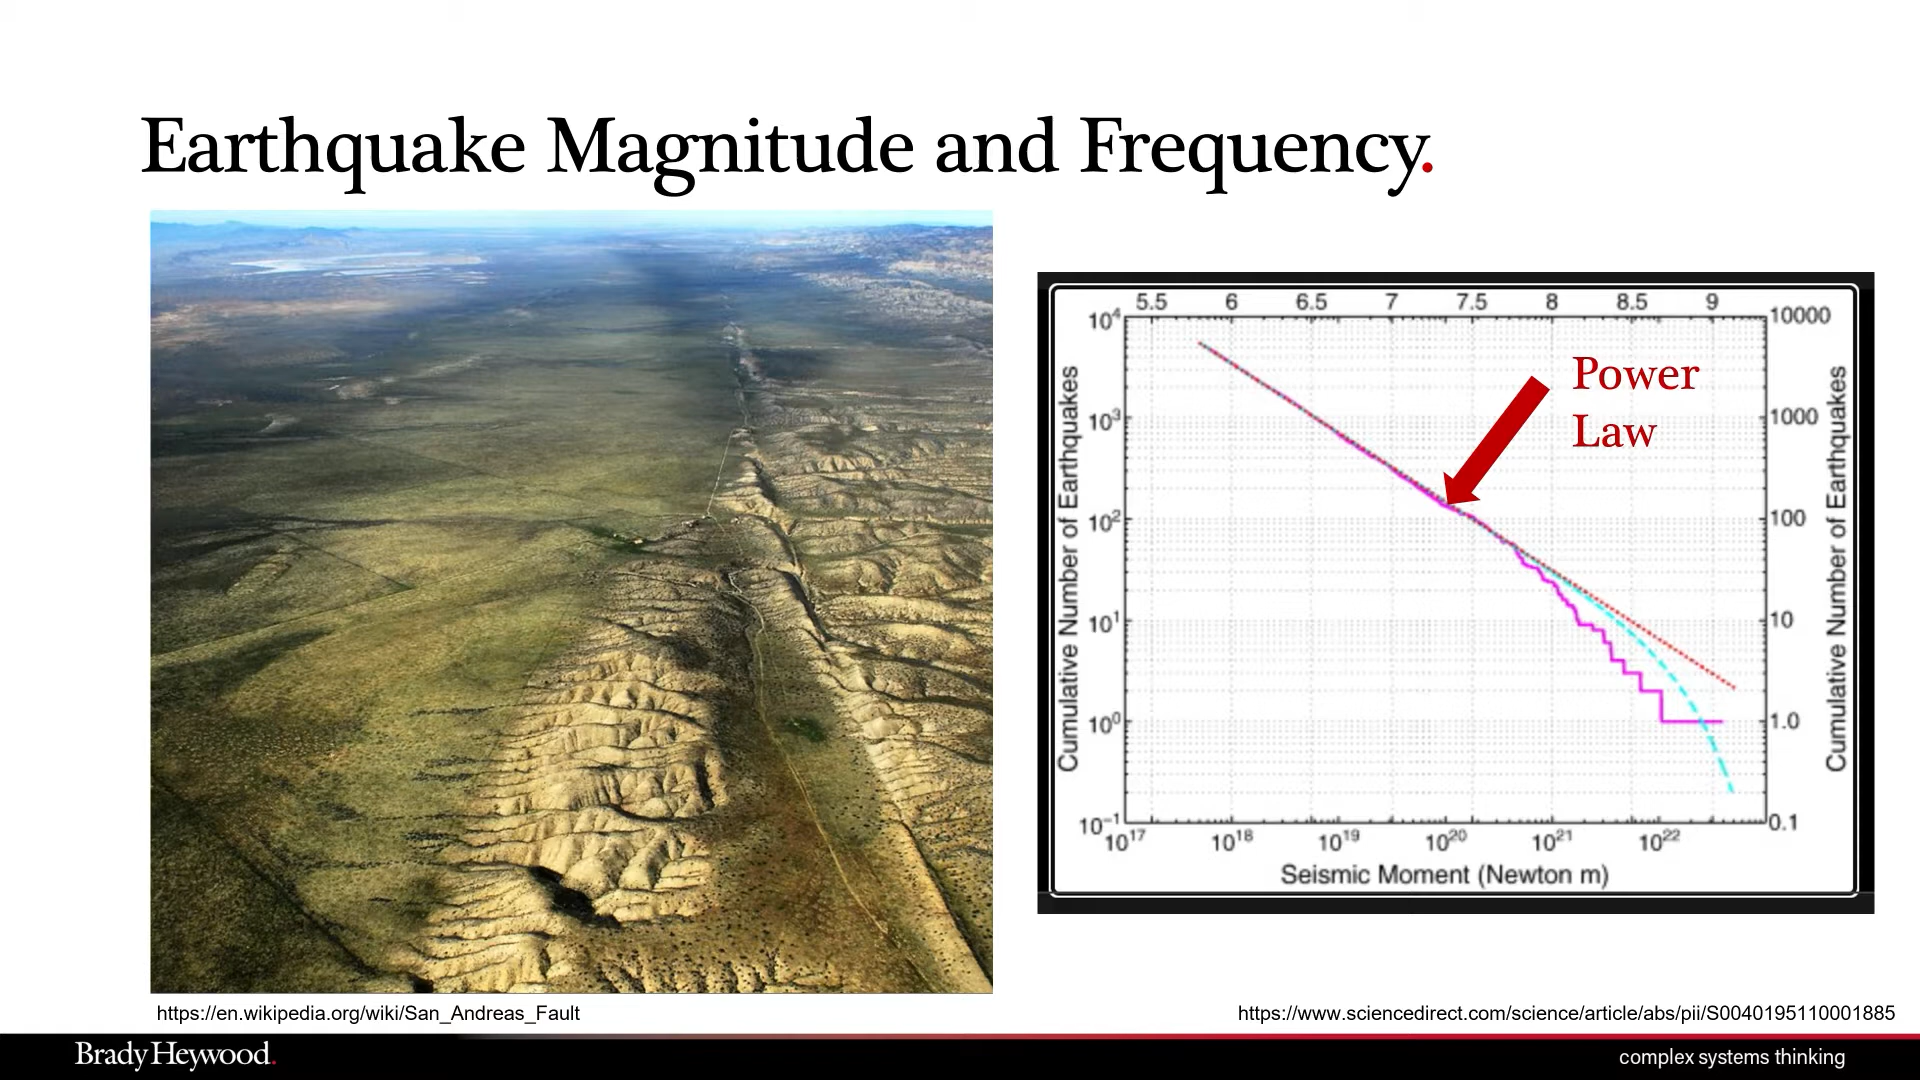 Earthquake Magnitude and Frequency.
5.5 6 6.5 7 7.5 8 8.5 9
10⁴ 10000
Power
Law
10³ 1000
10² 100
10¹ 10
10⁰ 1.0
10⁻¹ 0.1
Cumulative Number of Earthquakes
Cumulative Number of Earthquakes
10¹⁷ 10¹⁸ 10¹⁹ 10²⁰ 10²¹ 10²²
Seismic Moment (Newton m)
https://en.wikipedia.org/wiki/San_Andreas_Fault
https://www.sciencedirect.com/science/article/abs/pii/S0040195110001885
Brady Heywood.
complex systems thinking